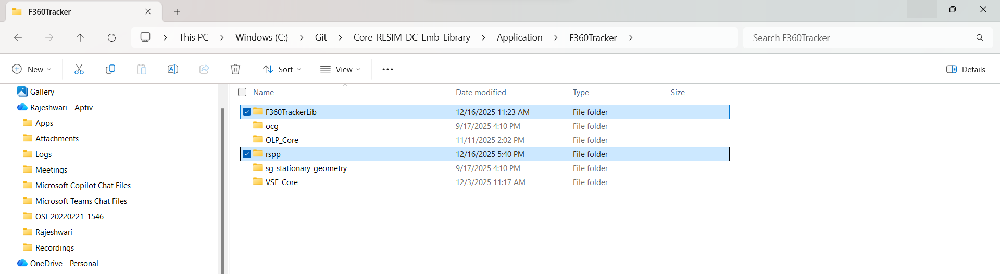 F360Tracker
This PC > Windows (C:) > Git > Core_RESIM_DC_Emb_Library > Application > F360Tracker >
Search F360Tracker
New
Sort
View
Details
Gallery
Rajeshwari - Aptiv
Apps
Attachments
Logs
Meetings
Microsoft Copilot Chat Files
Microsoft Teams Chat Files
OSI_20220221_1546
Rajeshwari
Recordings
OneDrive - Personal
Name Date modified Type Size
F360TrackerLib 12/16/2025 11:23 AM File folder
ocg 9/17/2025 4:10 PM File folder
OLP_Core 11/11/2025 2:02 PM File folder
rspp 12/16/2025 5:40 PM File folder
sg_stationary_geometry 9/17/2025 4:10 PM File folder
VSE_Core 12/3/2025 11:17 AM File folder